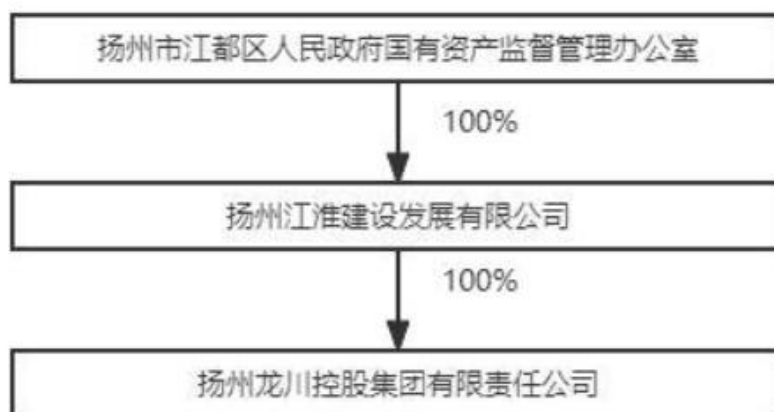 扬州市江都区人民政府国有资产监督管理办公室
100%
扬州江淮建设发展有限公司
100%
扬州龙川控股集团有限责任公司